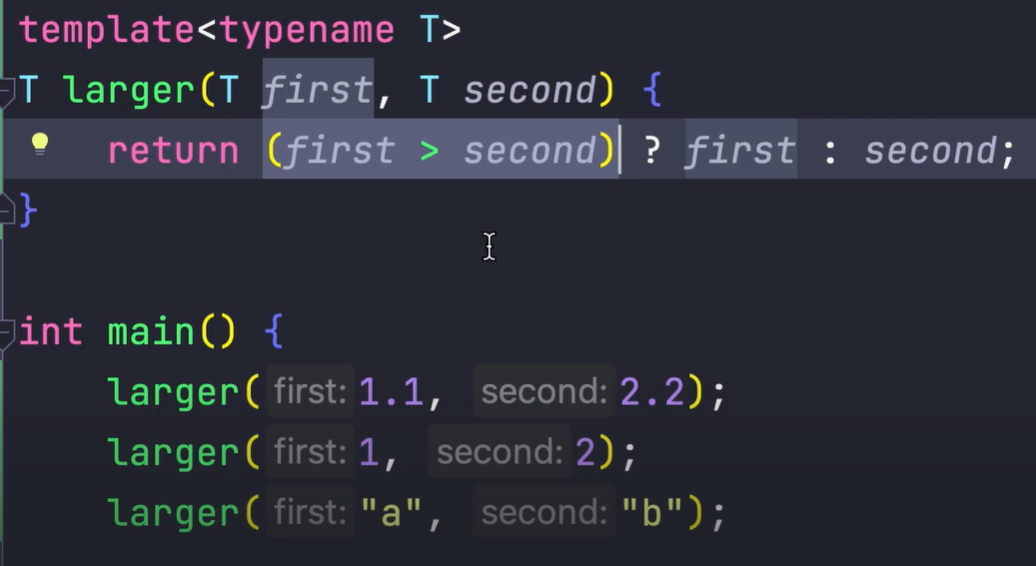 template<typename T>
T larger(T first, T second) {
return (first > second) ? first : second;
}
int main() {
larger(first: 1.1, second: 2.2);
larger(first: 1, second: 2);
larger(first: "a", second: "b");